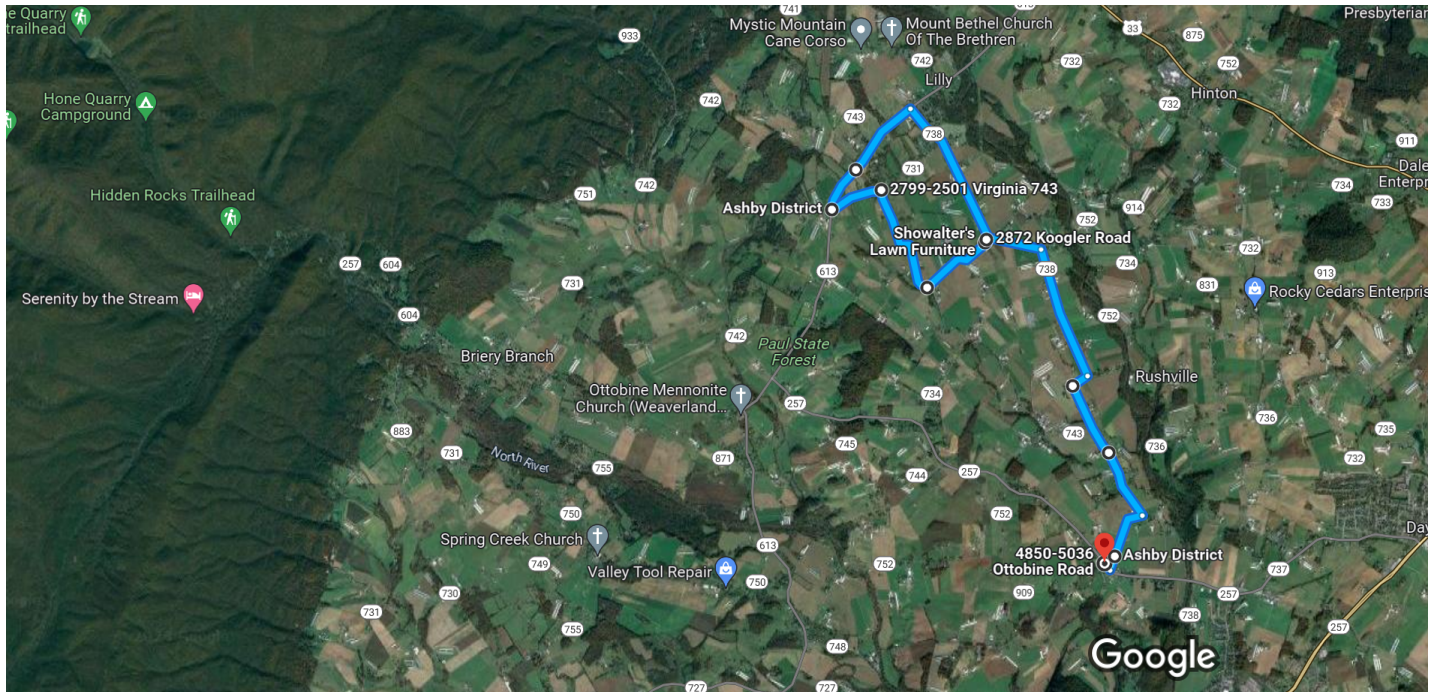 e Quarry
trailhead
741
Mystic Mountain
Cane Corso
Mount Bethel Church
Of The Brethren
Presbyterian
933
33
875
742
732
752
Lilly
Hone Quarry
Campground
742
743
738
732
Hinton
911
731
Dale
Enterpr
Hidden Rocks Trailhead
751
742
2799-2501 Virginia 743
734
733
Ashby District
914
752
Showalter's
Lawn Furniture
2872 Koogler Road
732
257
604
613
738
734
913
Serenity by the Stream
731
831
Rocky Cedars Enterpris
604
752
742
Paul State
Forest
Briery Branch
Rushville
Ottobine Mennonite
Church (Weaverland...
734
257
736
883
743
735
731
745
736
North River
871
732
755
744
257
750
752
Day
Spring Creek Church
613
4850-5036
Ottobine Road
Ashby District
749
Valley Tool Repair
750
752
737
730
909
257
731
738
755
257
748
Google
727
727